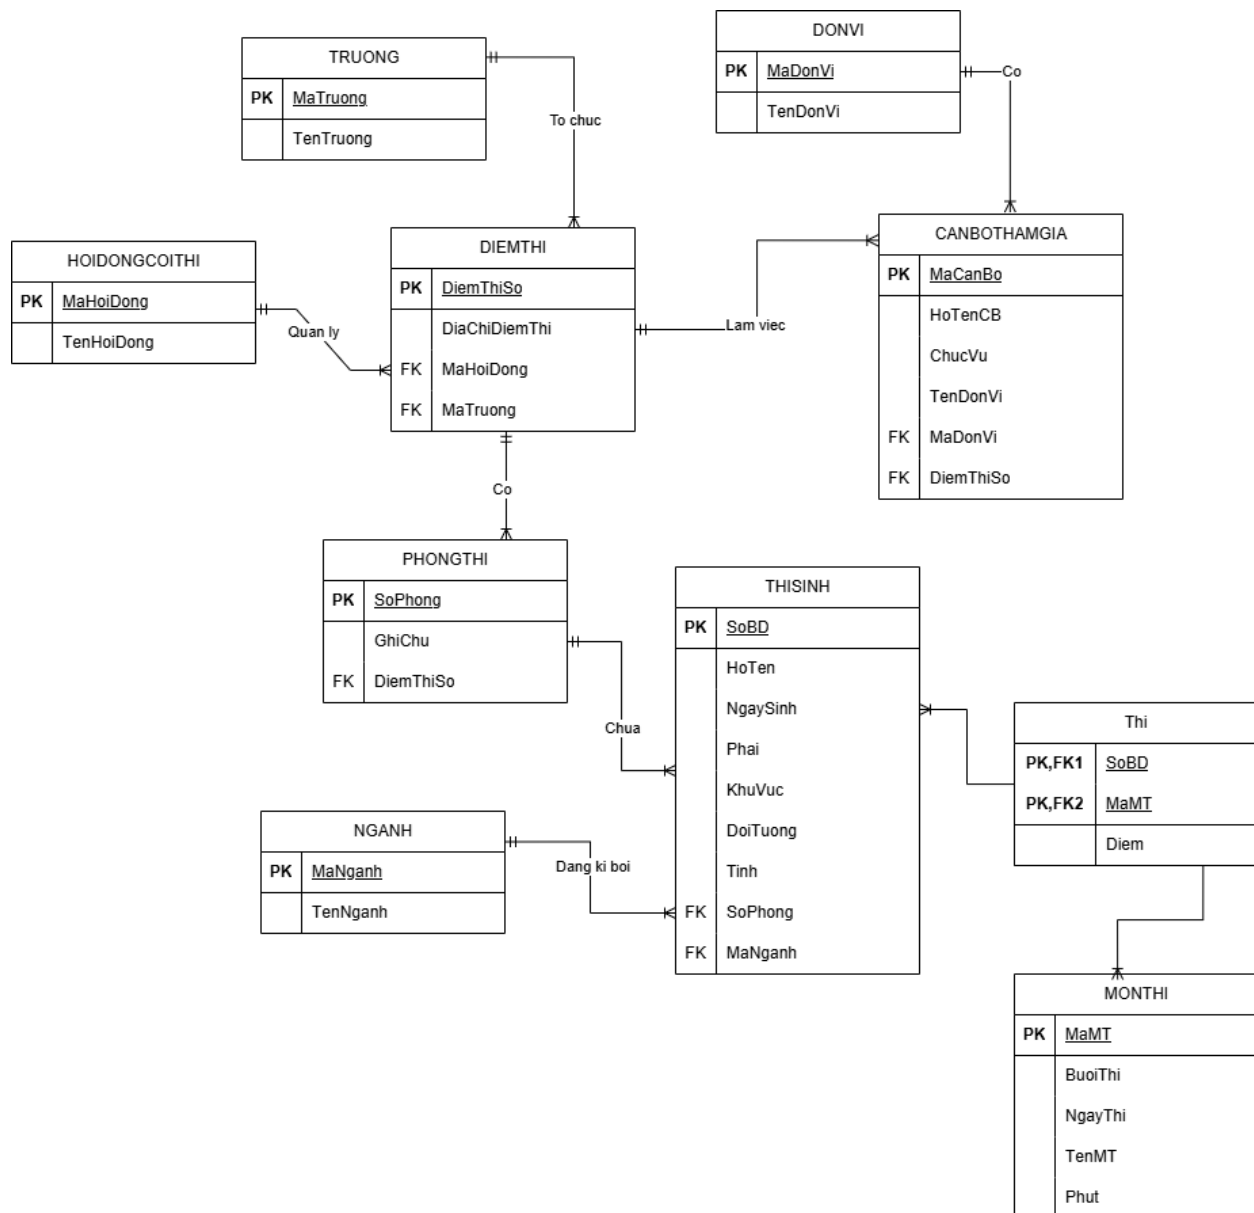 DONVI
PK MaDonVi
TenDonVi
Co
TRUONG
PK MaTruong
TenTruong
To chuc
HOIDONGCOITHI
PK MaHoiDong
TenHoiDong
Quan ly
DIEMTHI
PK DiemThiSo
DiaChiDiemThi
FK MaHoiDong
FK MaTruong
Lam viec
CANBOTHAMGIA
PK MaCanBo
HoTenCB
ChucVu
TenDonVi
FK MaDonVi
FK DiemThiSo
Co
PHONGTHI
PK SoPhong
GhiChu
FK DiemThiSo
Chua
THISINH
PK SoBD
HoTen
NgaySinh
Phai
KhuVuc
DoiTuong
Tinh
FK SoPhong
FK MaNganh
NGANH
PK MaNganh
TenNganh
Dang ki boi
Thi
PK,FK1 SoBD
PK,FK2 MaMT
Diem
MONTHI
PK MaMT
BuoiThi
NgayThi
TenMT
Phut